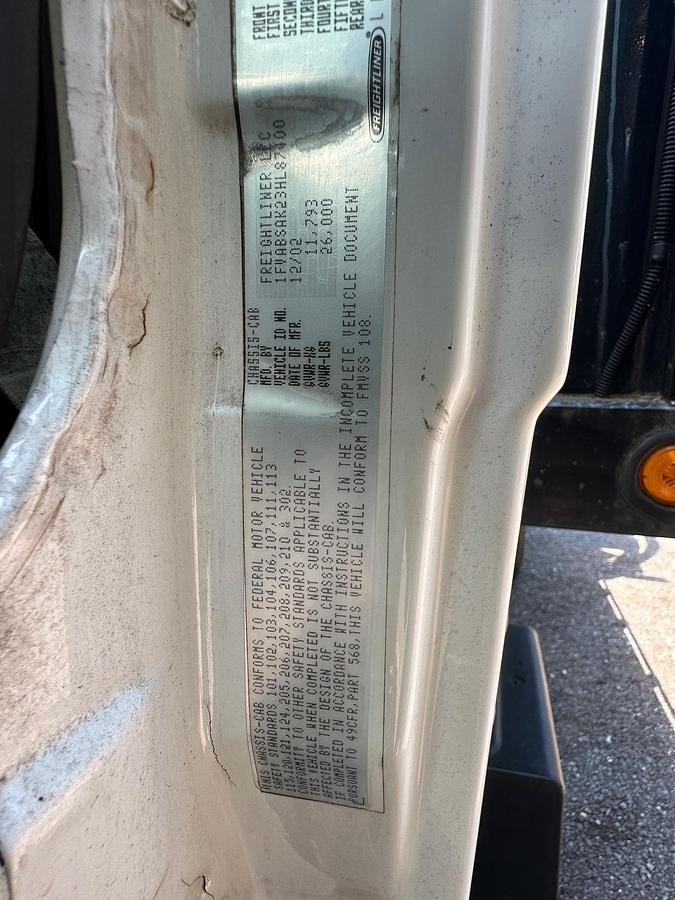 FRONT
FIRST
SECON
THIRD
FOURT
FIFTH
REAR
FREIGHTLINER®
CHASSIS-CAB
MFD. BY FREIGHTLINER LLC
VEHICLE ID NO. 1FVABSAK23HL87400
DATE OF MFR. 12/02
GVWR-KG 11,793
GVWR-LBS 26,000
THIS CHASSIS-CAB CONFORMS TO FEDERAL MOTOR VEHICLE
SAFETY STANDARDS 101,102,103,104,106,107,111,113
115,120,121,124,205,206,207,208,209,210 & 302.
CONFORMITY TO OTHER SAFETY STANDARDS APPLICABLE TO
THIS VEHICLE WHEN COMPLETED IS NOT SUBSTANTIALLY
AFFECTED BY THE DESIGN OF THE CHASSIS-CAB.
IF COMPLETED IN ACCORDANCE WITH INSTRUCTIONS IN THE INCOMPLETE VEHICLE DOCUMENT
PURSUANT TO 49CFR,PART 568,THIS VEHICLE WILL CONFORM TO FMVSS 108.